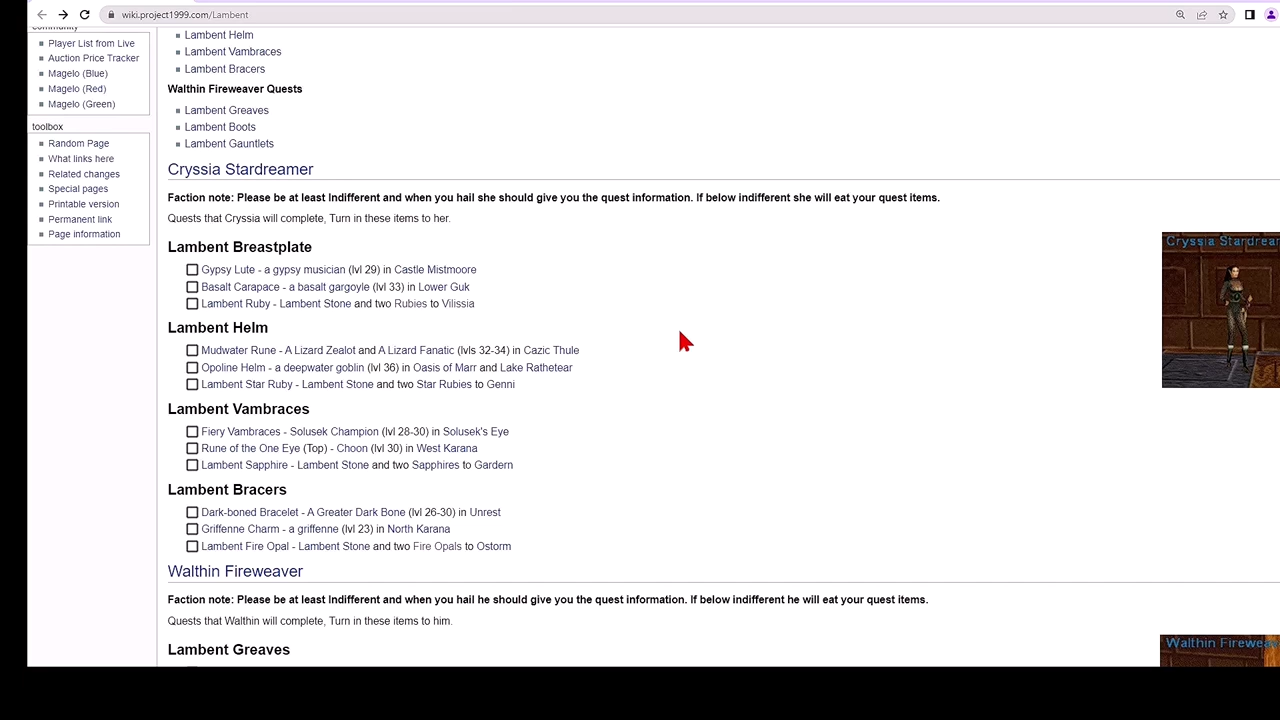 wiki.project1999.com/Lambent
community
Player List from Live
Auction Price Tracker
Magelo (Blue)
Magelo (Red)
Magelo (Green)
toolbox
Random Page
What links here
Related changes
Special pages
Printable version
Permanent link
Page information
Lambent Helm
Lambent Vambraces
Lambent Bracers
Walthin Fireweaver Quests
Lambent Greaves
Lambent Boots
Lambent Gauntlets
Cryssia Stardreamer
Faction note: Please be at least Indifferent and when you hail she should give you the quest information. If below indifferent she will eat your quest items.
Quests that Cryssia will complete, Turn in these items to her.
Cryssia Stardrear
Lambent Breastplate
Gypsy Lute - a gypsy musician (lvl 29) in Castle Mistmoore
Basalt Carapace - a basalt gargoyle (lvl 33) in Lower Guk
Lambent Ruby - Lambent Stone and two Rubies to Vilissia
Lambent Helm
Mudwater Rune - A Lizard Zealot and A Lizard Fanatic (lvls 32-34) in Cazic Thule
Opoline Helm - a deepwater goblin (lvl 36) in Oasis of Marr and Lake Rathetear
Lambent Star Ruby - Lambent Stone and two Star Rubies to Genni
Lambent Vambraces
Fiery Vambraces - Solusek Champion (lvl 28-30) in Solusek's Eye
Rune of the One Eye (Top) - Choon (lvl 30) in West Karana
Lambent Sapphire - Lambent Stone and two Sapphires to Gardern
Lambent Bracers
Dark-boned Bracelet - A Greater Dark Bone (lvl 26-30) in Unrest
Griffenne Charm - a griffenne (lvl 23) in North Karana
Lambent Fire Opal - Lambent Stone and two Fire Opals to Ostorm
Walthin Fireweaver
Faction note: Please be at least Indifferent and when you hail he should give you the quest information. If below indifferent he will eat your quest items.
Quests that Walthin will complete, Turn in these items to him.
Walthin Firewea
Lambent Greaves